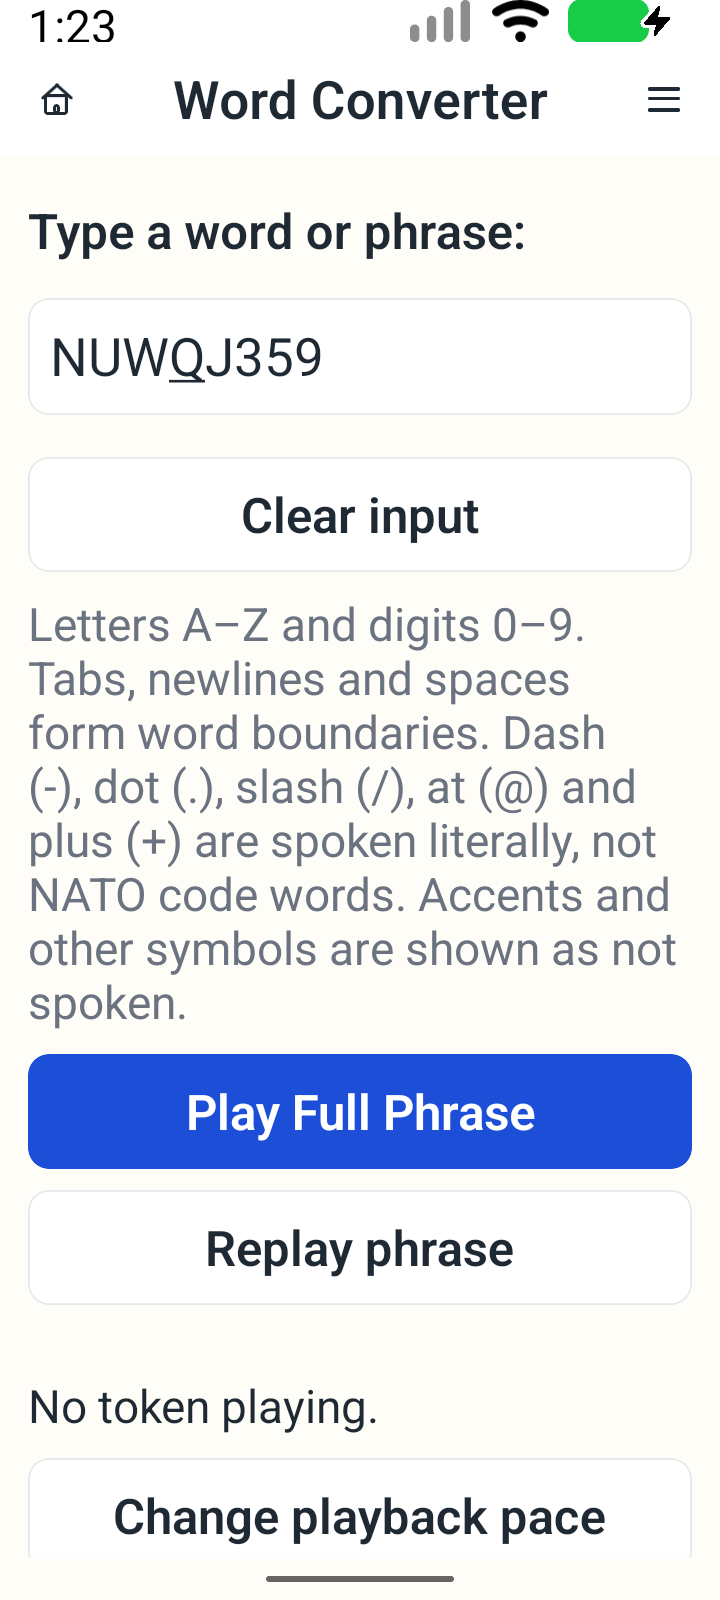 1:23
Word Converter
Type a word or phrase:
NUWQJ359
Clear input
Letters A–Z and digits 0–9.
Tabs, newlines and spaces
form word boundaries. Dash
(-), dot (.), slash (/), at (@) and
plus (+) are spoken literally, not
NATO code words. Accents and
other symbols are shown as not
spoken.
Play Full Phrase
Replay phrase
No token playing.
Change playback pace